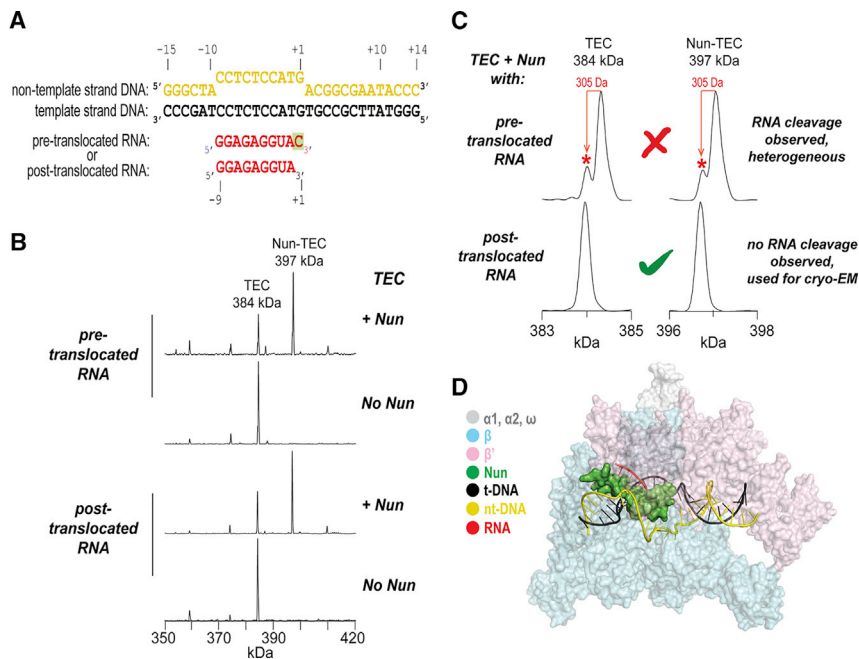 A
-15 -10 +1 +10 +14
CCTCTCCATG
non-template strand DNA: 5' GGGCTA ACGGCGAATACCC 3'
template strand DNA: 3' CCCGATCCTCTCCATGTGCCGCTTATGGG 5'
pre-translocated RNA: 5' GGAGAGGUAC 3'
or
post-translocated RNA: 5' GGAGAGGUA 3'
-9 +1
B
Nun-TEC
397 kDa
TEC
384 kDa
TEC
+ Nun
pre-
translocated
RNA
No Nun
+ Nun
post-
translocated
RNA
No Nun
350 370 390 420
kDa
C
TEC + Nun
with:
TEC
384 kDa
Nun-TEC
397 kDa
305 Da 305 Da
pre-
translocated
RNA
* *
RNA cleavage
observed,
heterogeneous
post-
translocated
RNA
no RNA cleavage
observed,
used for cryo-EM
383 385 396 398
kDa kDa
D
α1, α2, ω
β
β'
Nun
t-DNA
nt-DNA
RNA